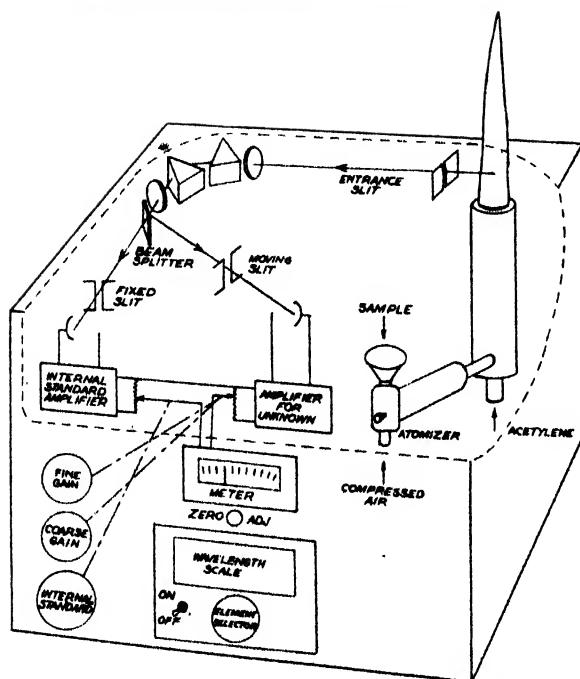 ENTRANCE
SLIT
BEAM
SPLITTER
MOVING
SLIT
FIXED
SLIT
SAMPLE
INTERNAL
STANDARD
AMPLIFIER
AMPLIFIER
FOR
UNKNOWN
ATOMIZER
ACETYLENE
COMPRESSED
AIR
FINE
GAIN
METER
COARSE
GAIN
ZERO ADJ
INTERNAL
STANDARD
WAVELENGTH
SCALE
ON
OFF
ELEMENT
SELECTOR